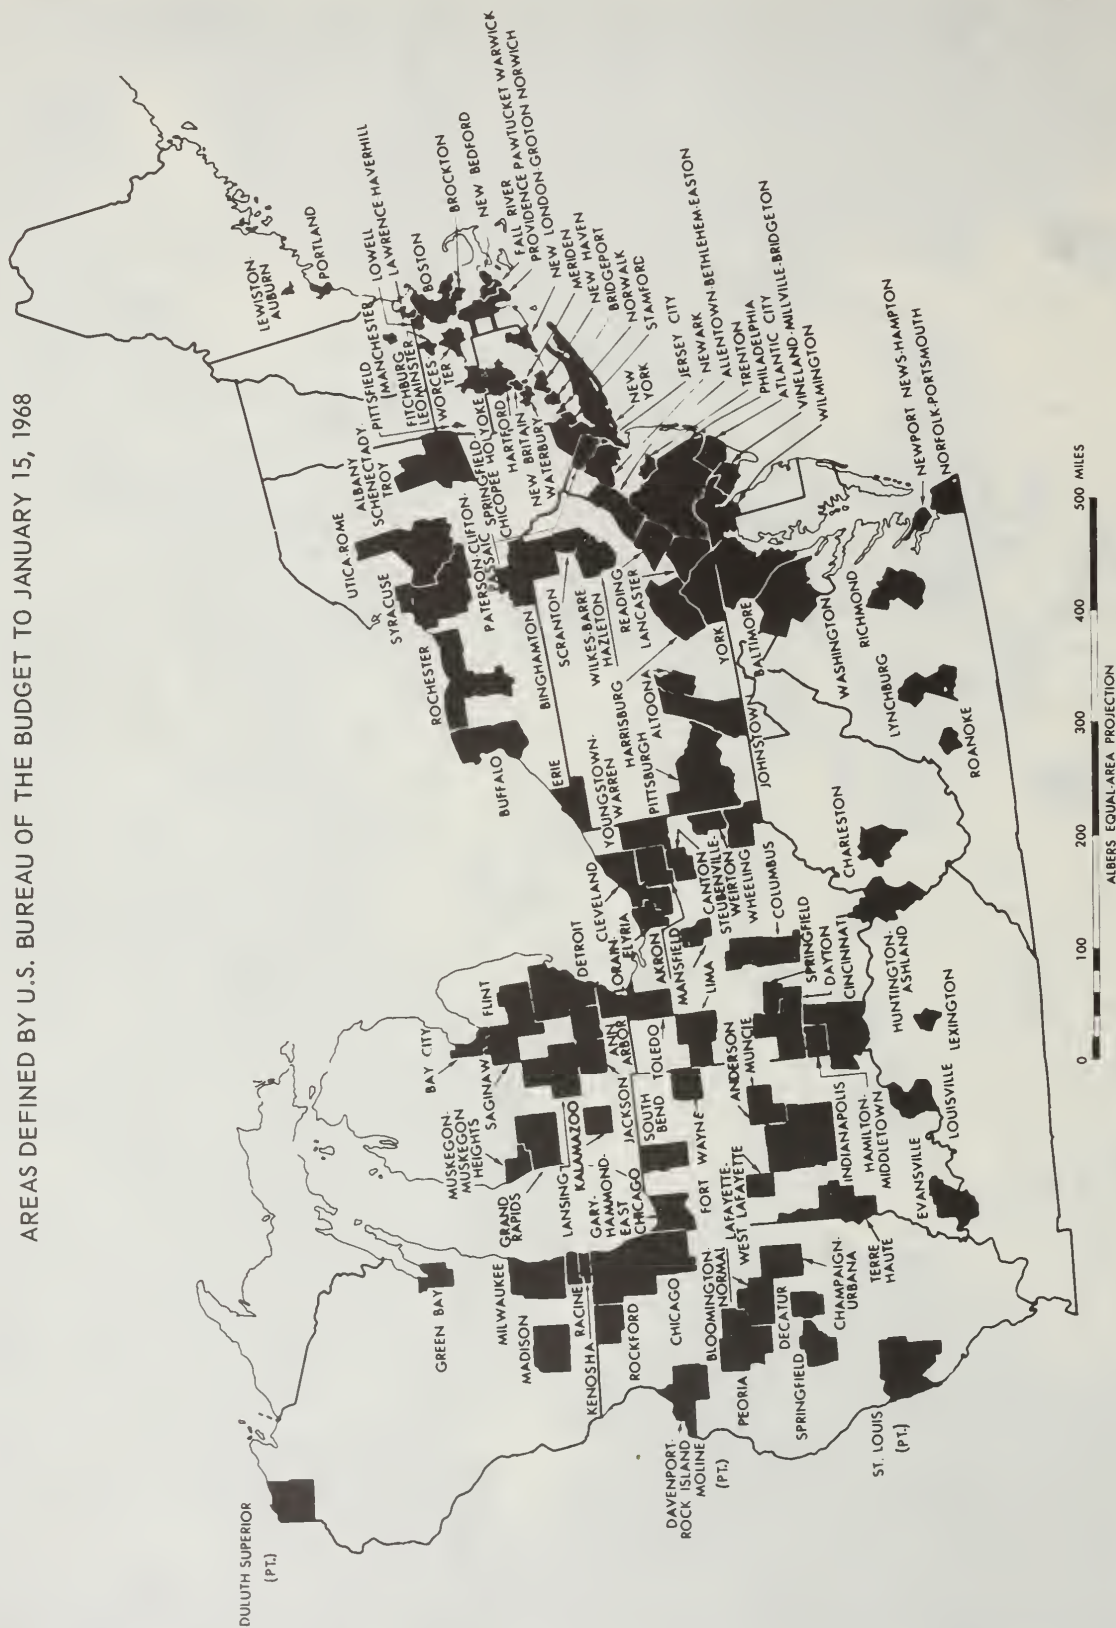 AREAS DEFINED BY U.S. BUREAU OF THE BUDGET TO JANUARY 15, 1968
DULUTH SUPERIOR
(PT.)
GREEN BAY
MILWAUKEE
MADISON
RACINE
KENOSHA
ROCKFORD
CHICAGO
DAVENPORT-
ROCK ISLAND
MOLINE
(PT.)
PEORIA
BLOOMINGTON-
NORMAL
DECATUR
SPRINGFIELD
CHAMPAIGN-
URBANA
ST. LOUIS
(PT.)
MUSKEGON-
MUSKEGON
HEIGHTS
GRAND
RAPIDS
LANSING
KALAMAZOO
GARY-
HAMMOND-
EAST
CHICAGO
BAY CITY
SAGINAW
FLINT
DETROIT
ANN
ARBOR
JACKSON
SOUTH
BEND
TOLEDO
FORT WAYNE
LAFAYETTE-
WEST LAFAYETTE
ANDERSON
MUNCIE
INDIANAPOLIS
TERRE
HAUTE
EVANSVILLE
LOUISVILLE
LEXINGTON
HAMILTON-
MIDDLETOWN
CINCINNATI
DAYTON
SPRINGFIELD
LIMA
MANSFIELD
AKRON
LORAIN-
ELYRIA
CLEVELAND
CANTON
STEUBENVILLE-
WEIRTON
WHEELING
COLUMBUS
YOUNGSTOWN-
WARREN
HUNTINGTON-
ASHLAND
CHARLESTON
ERIE
PITTSBURGH
JOHNSTOWN
ALTOONA
HARRISBURG
YORK
LANCASTER
READING
WILKES-BARRE
HAZLETON
SCRANTON
BINGHAMTON
BUFFALO
ROCHESTER
SYRACUSE
UTICA-ROME
ALBANY
SCHENECTADY-
TROY
PATERSON-CLIFTON-
PASSAIC
SPRINGFIELD
CHICOPEE HOLYOKE
HARTFORD
NEW BRITAIN
WATERBURY
PITTSFIELD
MANCHESTER
FITCHBURG
LEOMINSTER
WORCES
TER
LOWELL
LAWRENCE-HAVERHILL
LEWISTON-
AUBURN
PORTLAND
BOSTON
BROCKTON
NEW BEDFORD
FALL RIVER
PROVIDENCE PAWTUCKET WARWICK
NEW LONDON-GROTON NORWICH
MERIDEN
NEW HAVEN
BRIDGEPORT
NORWALK
STAMFORD
NEW
YORK
JERSEY CITY
NEWARK
ALLENTOWN-BETHLEHEM-EASTON
TRENTON
PHILADELPHIA
ATLANTIC CITY
VINELAND-MILLVILLE-BRIDGETON
WILMINGTON
BALTIMORE
WASHINGTON
RICHMOND
LYNCHBURG
ROANOKE
NEWPORT NEWS-HAMPTON
NORFOLK-PORTSMOUTH
0 100 200 300 400 500 MILES
ALBERS EQUAL-AREA PROJECTION